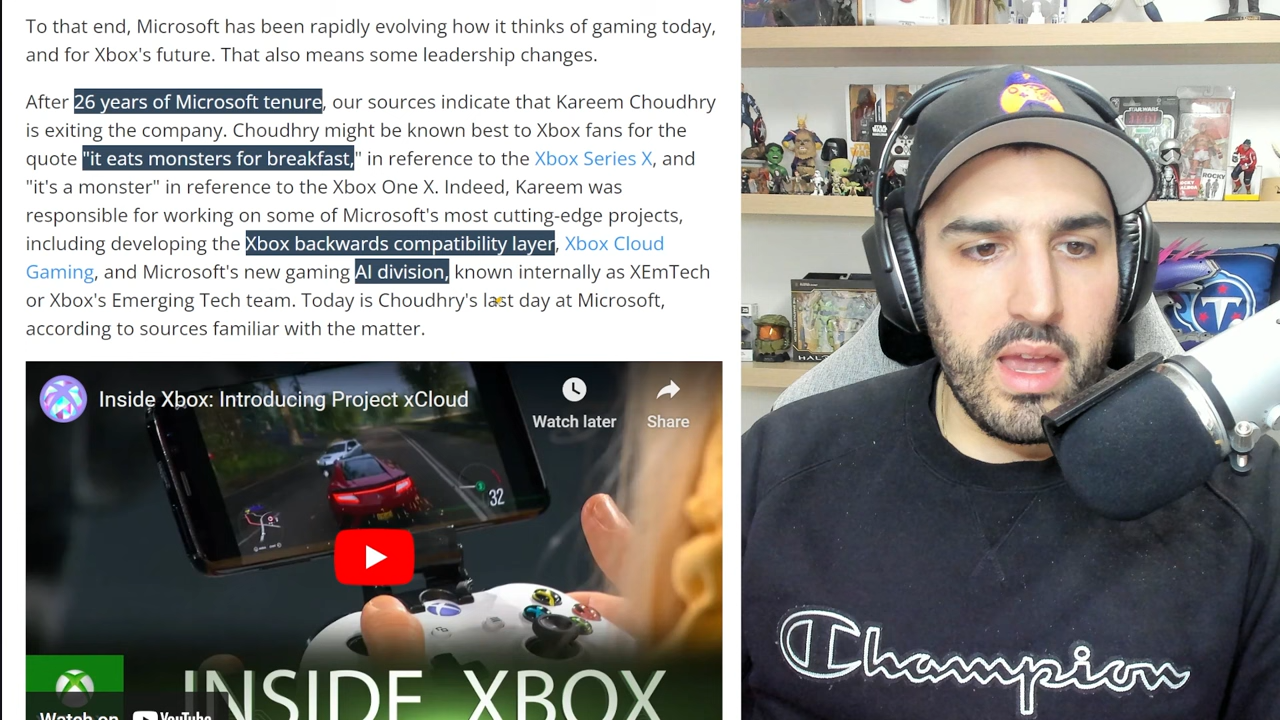 To that end, Microsoft has been rapidly evolving how it thinks of gaming today,
and for Xbox's future. That also means some leadership changes.
After 26 years of Microsoft tenure, our sources indicate that Kareem Choudhry
is exiting the company. Choudhry might be known best to Xbox fans for the
quote "it eats monsters for breakfast," in reference to the Xbox Series X, and
"it's a monster" in reference to the Xbox One X. Indeed, Kareem was
responsible for working on some of Microsoft's most cutting-edge projects,
including developing the Xbox backwards compatibility layer, Xbox Cloud
Gaming, and Microsoft's new gaming AI division, known internally as XEmTech
or Xbox's Emerging Tech team. Today is Choudhry's last day at Microsoft,
according to sources familiar with the matter.
Inside Xbox: Introducing Project xCloud
Watch later
Share
32
INSIDE XBOX
Watch on YouTube
STAR WARS
ROCKY
ROCKY
HALO
Champion